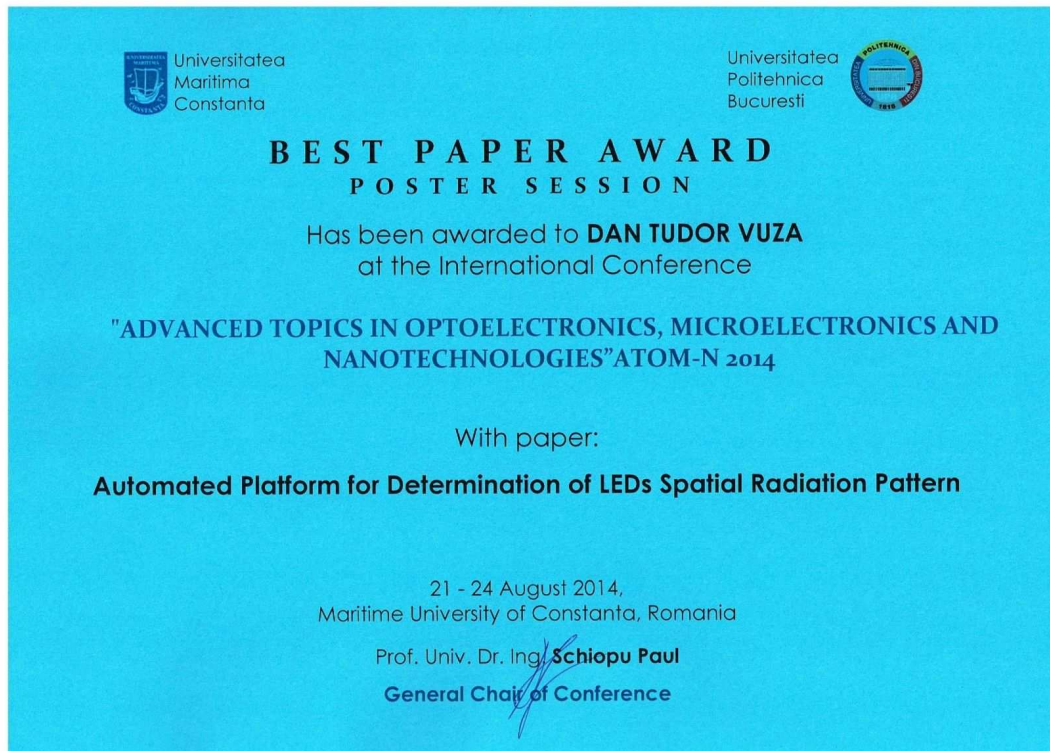 Universitatea
Maritima
Constanta
Universitatea
Politehnica
Bucuresti
POLITEHNICA
1818
BEST PAPER AWARD
POSTER SESSION
Has been awarded to DAN TUDOR VUZA
at the International Conference
"ADVANCED TOPICS IN OPTOELECTRONICS, MICROELECTRONICS AND
NANOTECHNOLOGIES”ATOM-N 2014
With paper:
Automated Platform for Determination of LEDs Spatial Radiation Pattern
21 - 24 August 2014,
Maritime University of Constanta, Romania
Prof. Univ. Dr. Ing. Schiopu Paul
General Chair of Conference